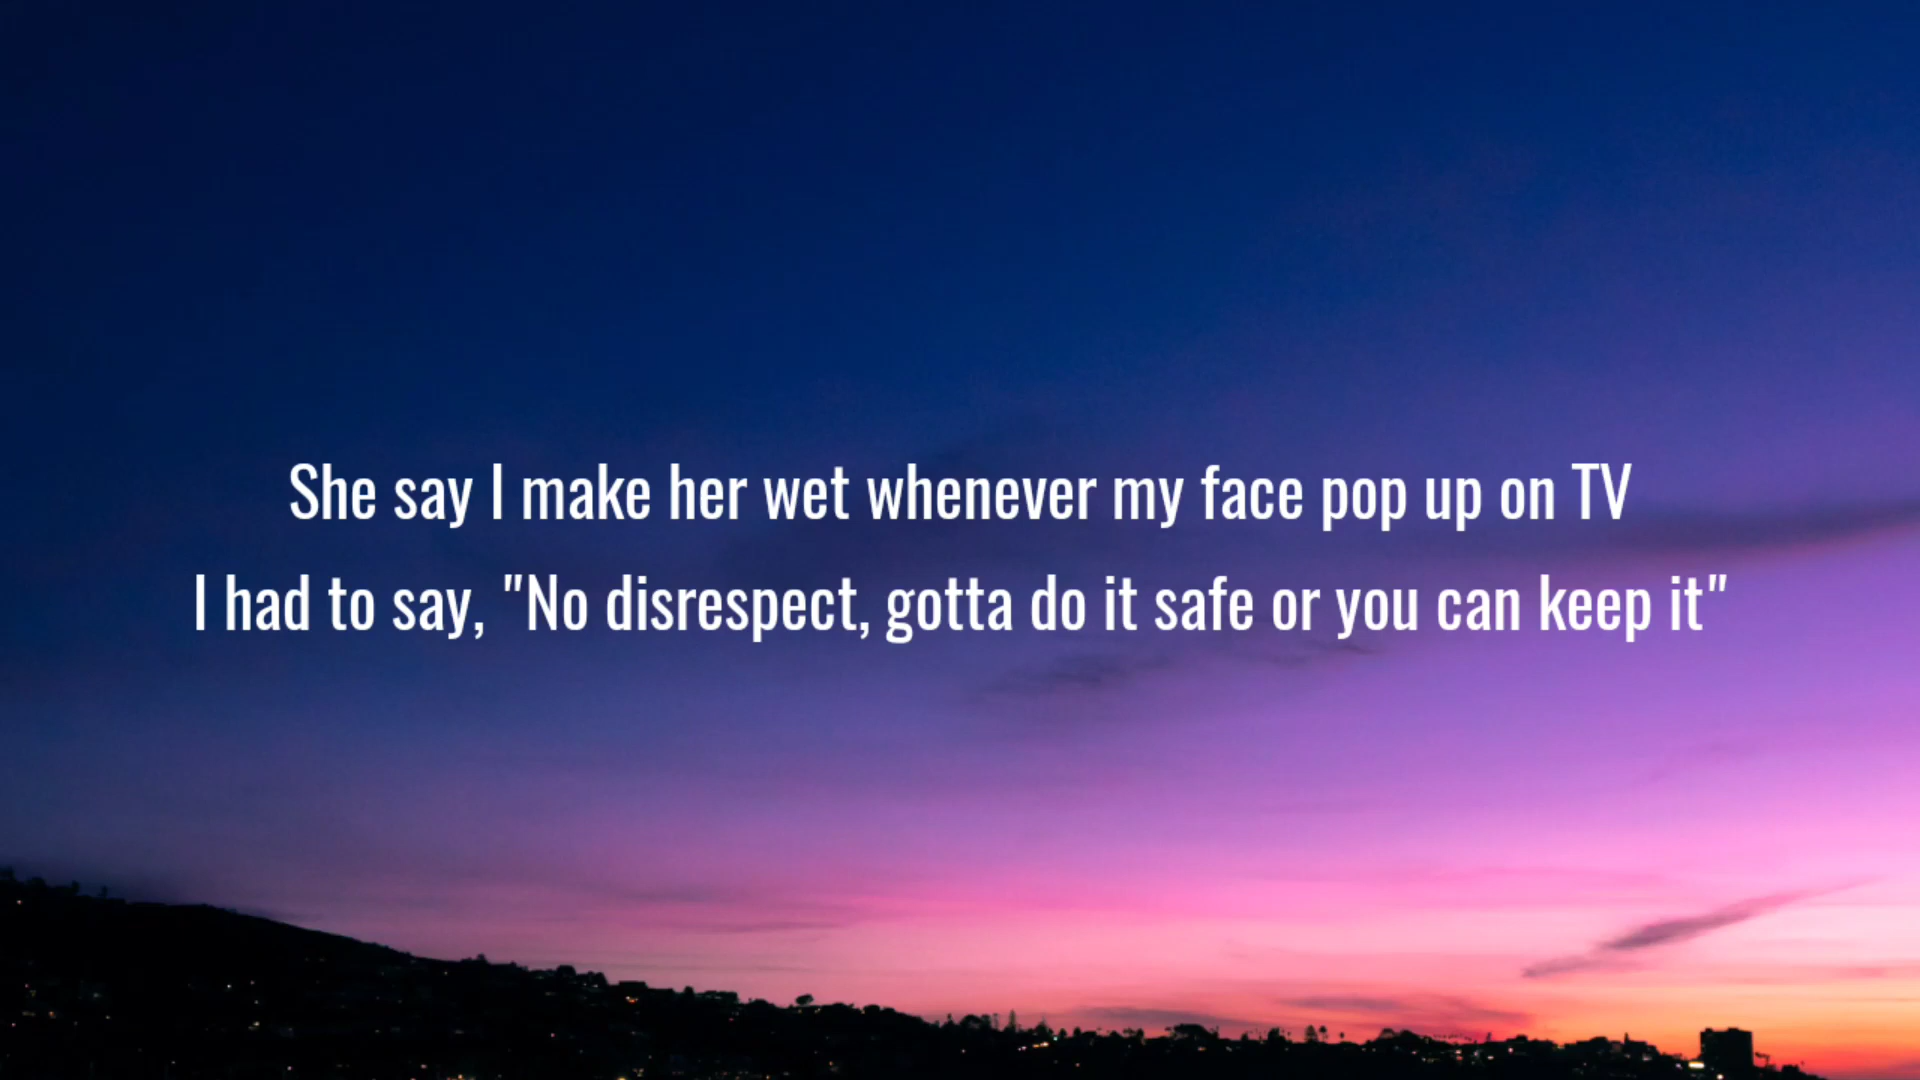 She say I make her wet whenever my face pop up on TV
I had to say, "No disrespect, gotta do it safe or you can keep it"